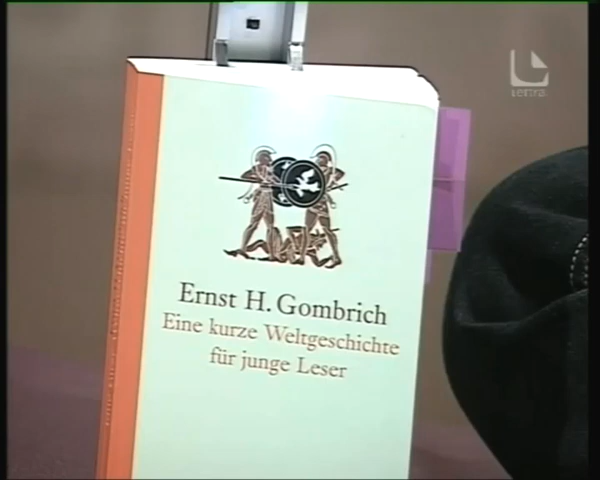 Ernst H. Gombrich
Eine kurze Weltgeschichte
für junge Leser